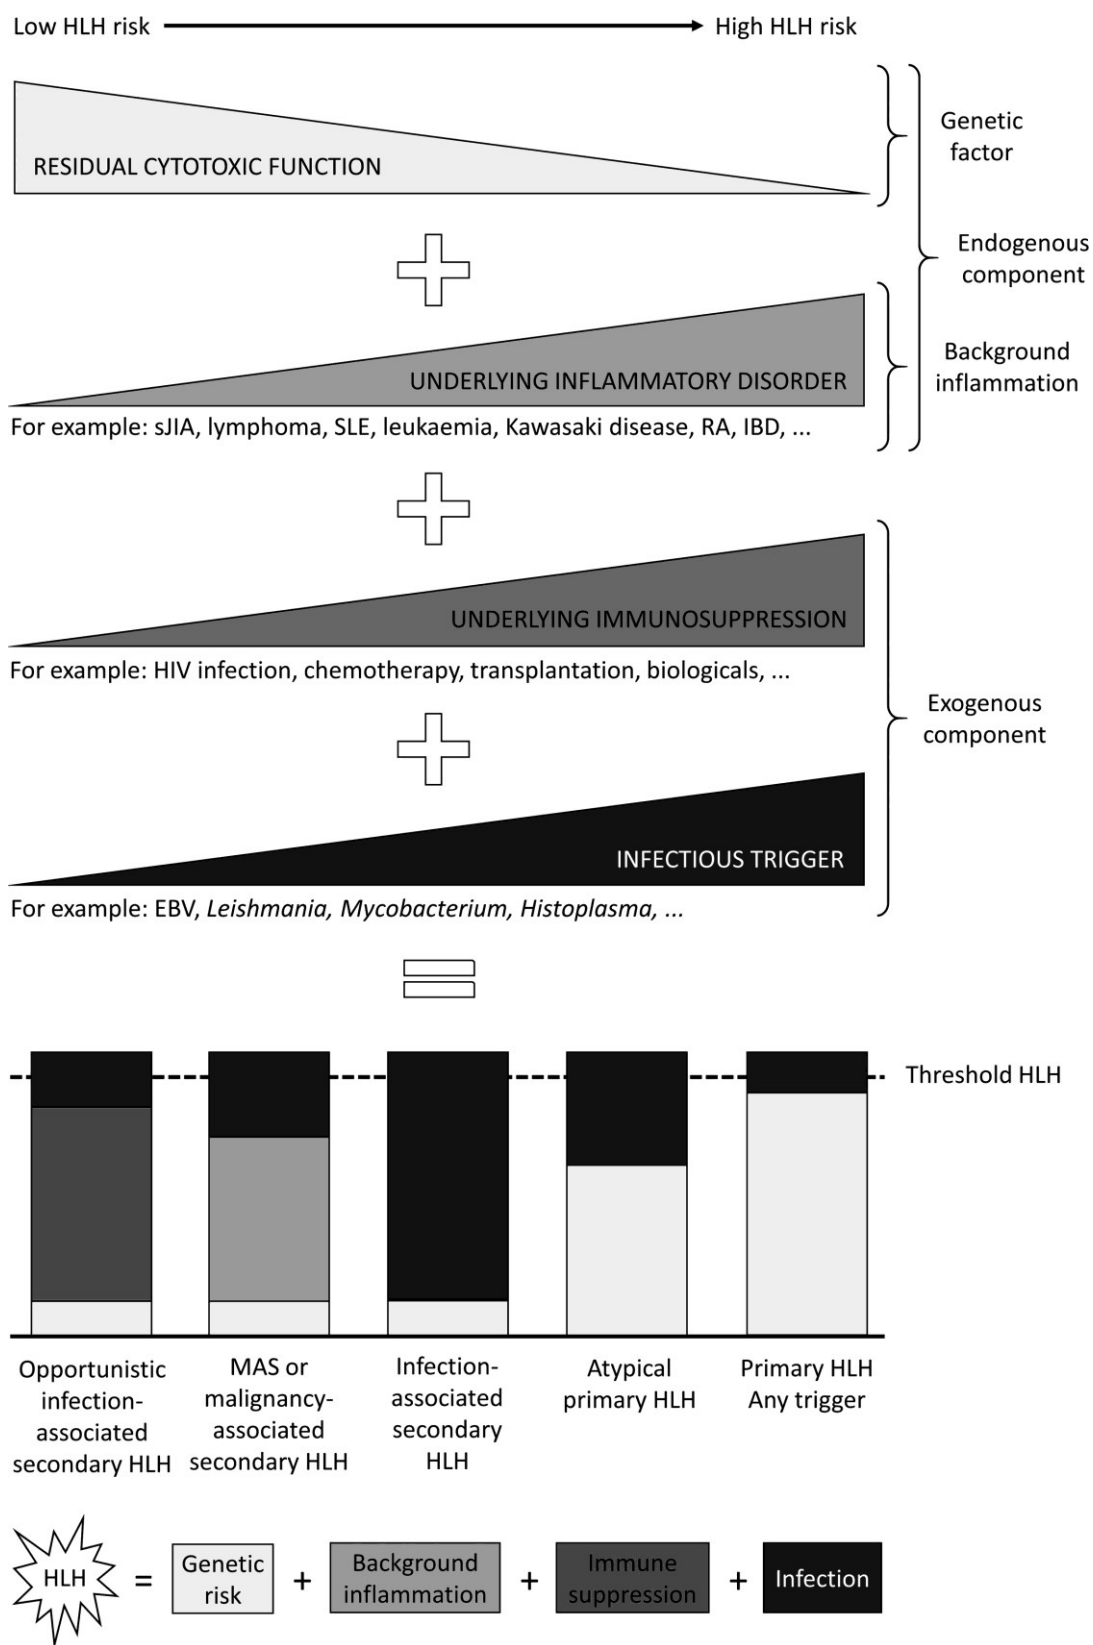 Low HLH risk
High HLH risk
RESIDUAL CYTOTOXIC FUNCTION
Genetic
factor
Endogenous
component
UNDERLYING INFLAMMATORY DISORDER
Background
inflammation
For example: sJIA, lymphoma, SLE, leukaemia, Kawasaki disease, RA, IBD, ...
UNDERLYING IMMUNOSUPPRESSION
For example: HIV infection, chemotherapy, transplantation, biologicals, ...
Exogenous
component
INFECTIOUS TRIGGER
For example: EBV, Leishmania, Mycobacterium, Histoplasma, ...
Threshold HLH
Opportunistic
infection-
associated
secondary HLH
MAS or
malignancy-
associated
secondary HLH
Infection-
associated
secondary
HLH
Atypical
primary HLH
Primary HLH
Any trigger
HLH
=
Genetic
risk
+
Background
inflammation
+
Immune
suppression
+
Infection